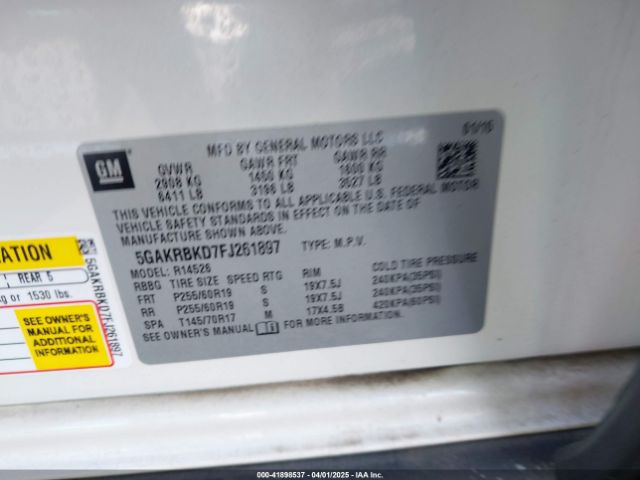 MFD BY GENERAL MOTORS LLC 01/15
GM
GVWR GAWR FRT GAWR RR
2908 KG 1450 KG 1600 KG
6411 LB 3196 LB 3527 LB
THIS VEHICLE CONFORMS TO ALL APPLICABLE U.S. FEDERAL MOTOR
VEHICLE SAFETY STANDARDS IN EFFECT ON THE DATE OF
MANUFACTURE SHOWN ABOVE.
5GAKRBKD7FJ261897 TYPE: M.P.V.
MODEL: R14526
RBBG TIRE SIZE SPEED RTG RIM COLD TIRE PRESSURE
FRT P255/60R19 S 19X7.5J 240KPA(35PSI)
RR P255/60R19 S 19X7.5J 240KPA(35PSI)
SPA T145/70R17 M 17X4.5B 420KPA(60PSI)
SEE OWNER'S MANUAL FOR MORE INFORMATION.
ATION
REAR 5
kg or 1530 lbs.
SEE OWNER'S
MANUAL FOR
ADDITIONAL
INFORMATION
5GAKRBKD7FJ261897
000-41898537 - 04/01/2025 - IAA Inc.